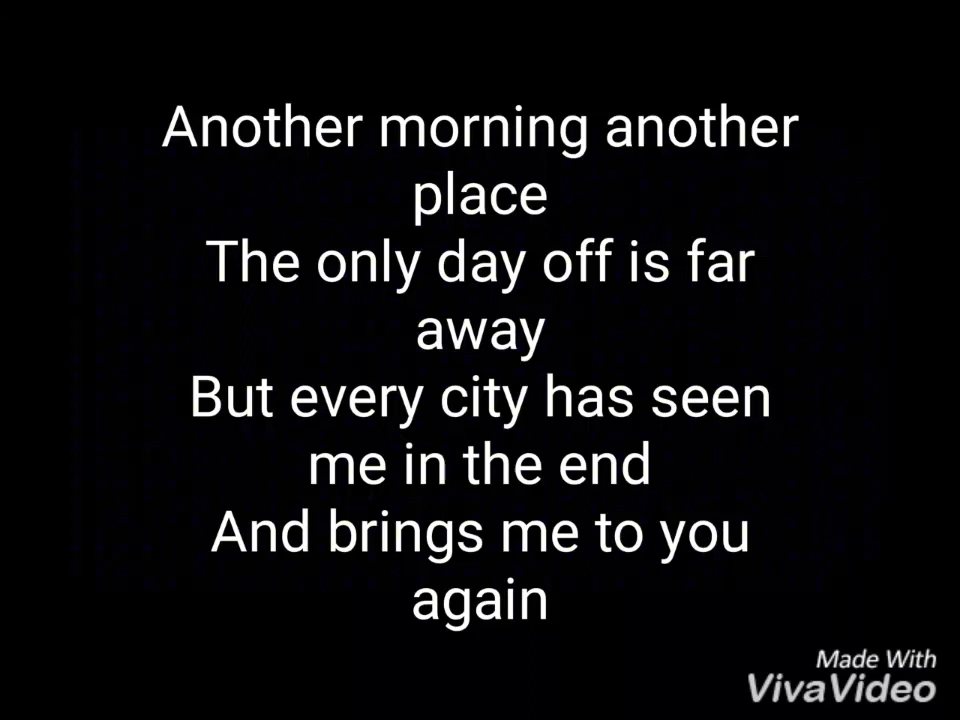 Another morning another
place
The only day off is far
away
But every city has seen
me in the end
And brings me to you
again
Made With
VivaVideo